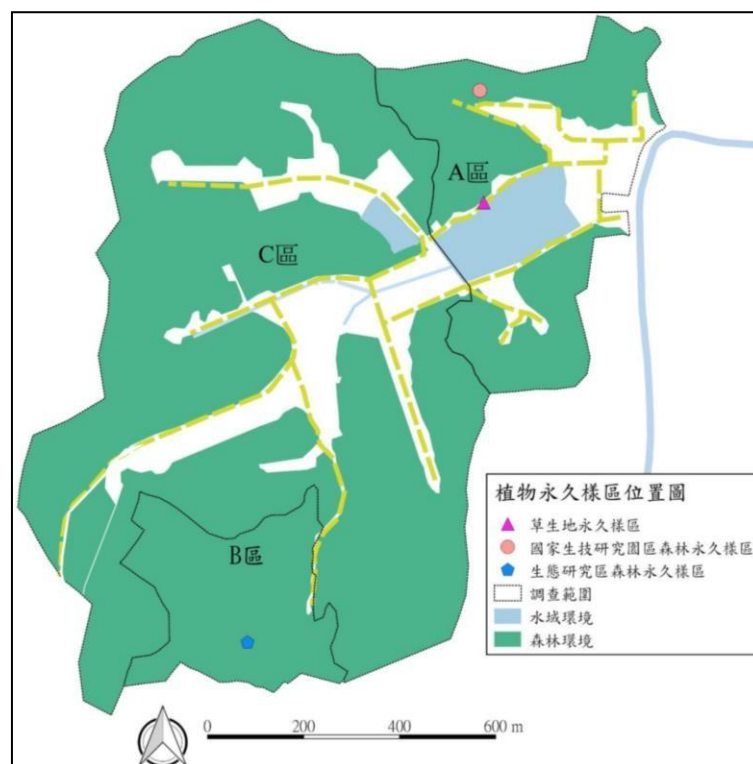 A區
C區
B區
植物永久樣區位置圖
草生地永久樣區
國家生技研究園區森林永久樣區
生態研究區森林永久樣區
調查範圍
水域環境
森林環境
0 200 400 600 m